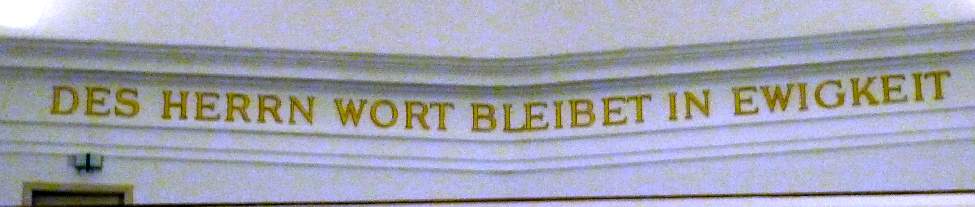 DES HERRN WORT BLEIBET IN EWIGKEIT